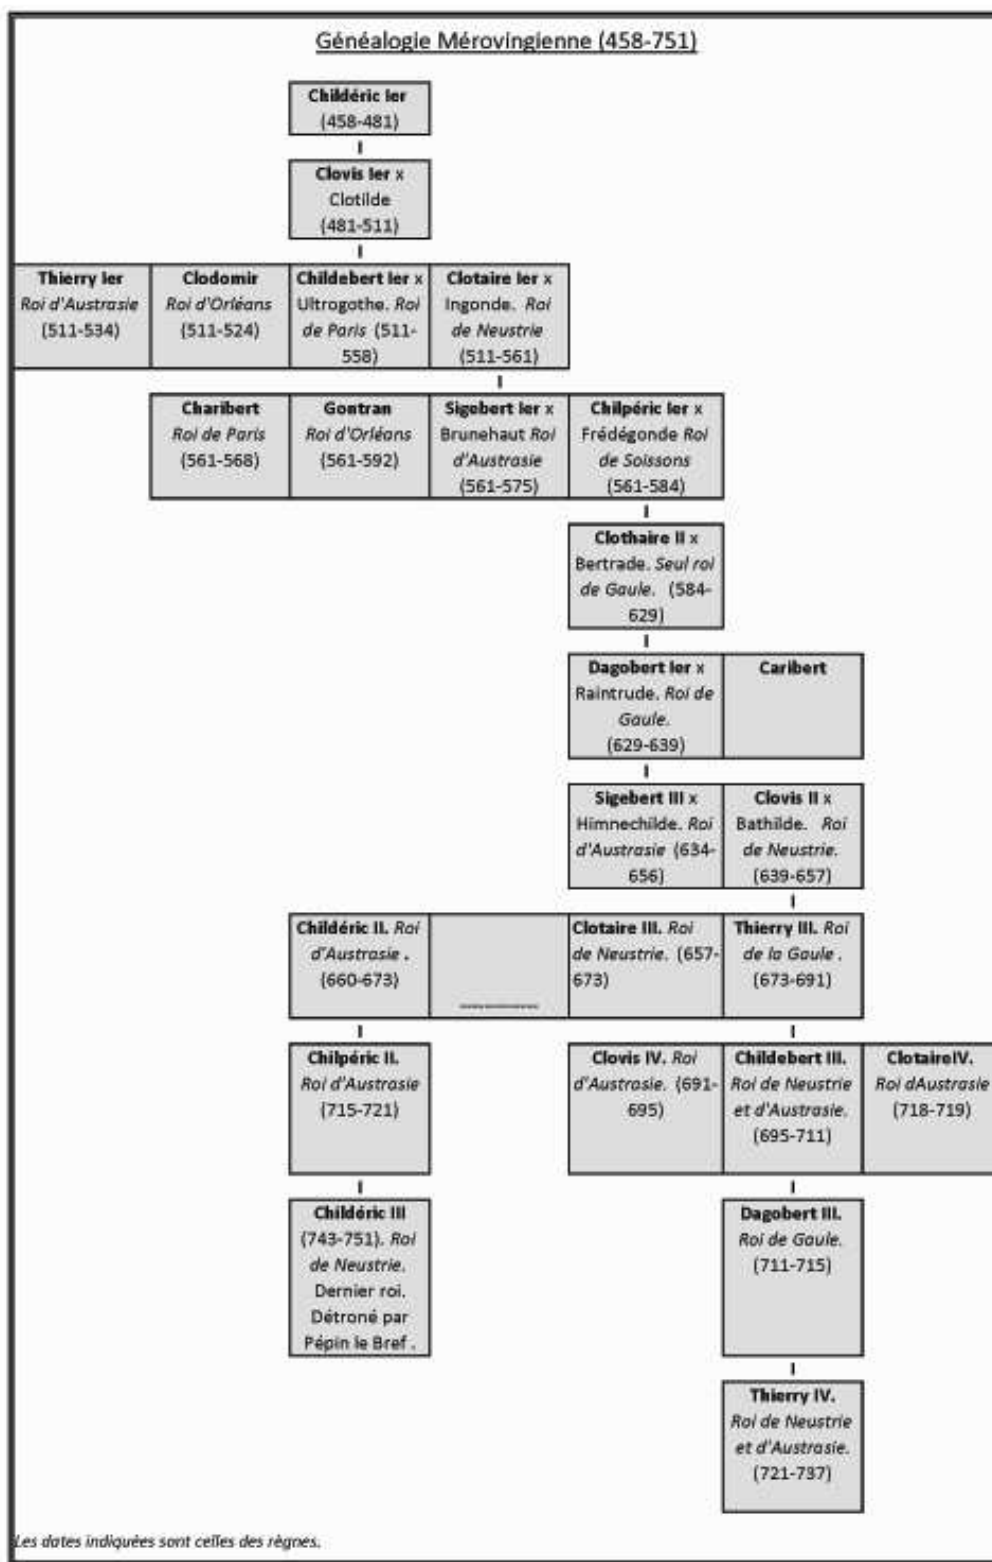 Généalogie Mérovingienne (458-751)
Childéric Ier
(458-481)
Clovis Ier x
Clotilde
(481-511)
Thierry Ier
Roi d'Austrasie
(511-534)
Clodomir
Roi d'Orléans
(511-524)
Childebert Ier x
Ultrogothe. Roi
de Paris (511-
558)
Clotaire Ier x
Ingonde. Roi
de Neustrie
(511-561)
Charibert
Roi de Paris
(561-568)
Gontran
Roi d'Orléans
(561-592)
Sigebert Ier x
Brunehaut Roi
d'Austrasie
(561-575)
Chilpéric Ier x
Frédégonde Roi
de Soissons
(561-584)
Clothaire II x
Bertrade. Seul roi
de Gaule. (584-
629)
Dagobert Ier x
Raintrude. Roi de
Gaule.
(629-639)
Caribert
Sigebert III x
Himnechilde. Roi
d'Austrasie (634-
656)
Clovis II x
Bathilde. Roi
de Neustrie.
(639-657)
Childéric II. Roi
d'Austrasie .
(660-673)
Clotaire III. Roi
de Neustrie. (657-
673)
Thierry III. Roi
de la Gaule .
(673-691)
Chilpéric II.
Roi d'Austrasie
(715-721)
Clovis IV. Roi
d'Austrasie. (691-
695)
Childebert III.
Roi de Neustrie
et d'Austrasie.
(695-711)
ClotaireIV.
Roi dAustrasie
(718-719)
Childéric III
(743-751). Roi
de Neustrie.
Dernier roi.
Détroné par
Pépin le Bref .
Dagobert III.
Roi de Gaule.
(711-715)
Thierry IV.
Roi de Neustrie
et d'Austrasie.
(721-737)
Les dates indiquées sont celles des règnes.